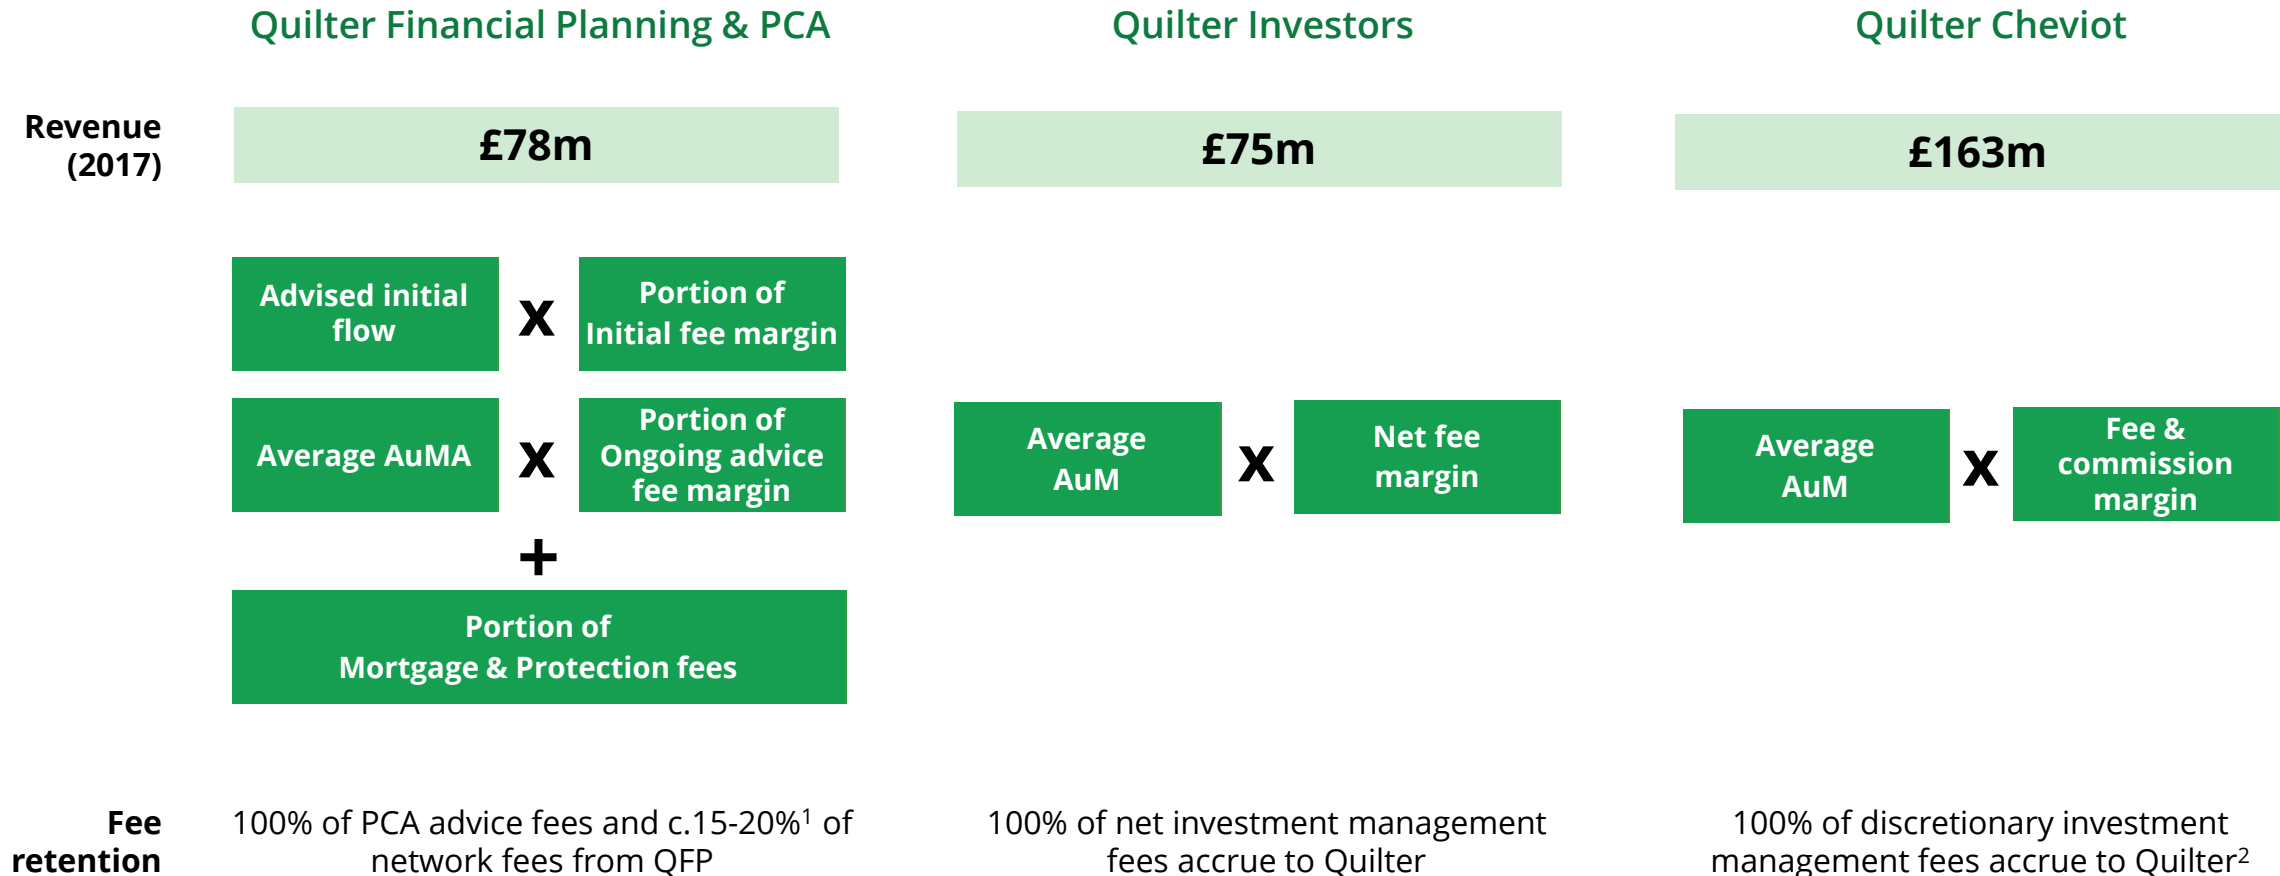 Quilter Financial Planning & PCA
Quilter Investors
Quilter Cheviot
Revenue
(2017)
£78m
£75m
£163m
Advised initial
flow
x
Portion of
Initial fee margin
Average AuMA
x
Portion of
Ongoing advice
fee margin
+
Portion of
Mortgage & Protection fees
Average
AuM
x
Net fee
margin
Average
AuM
x
Fee &
commission
margin
Fee
retention
100% of PCA advice fees and c.15-20%¹ of
network fees from QFP
100% of net investment management
fees accrue to Quilter
100% of discretionary investment
management fees accrue to Quilter²